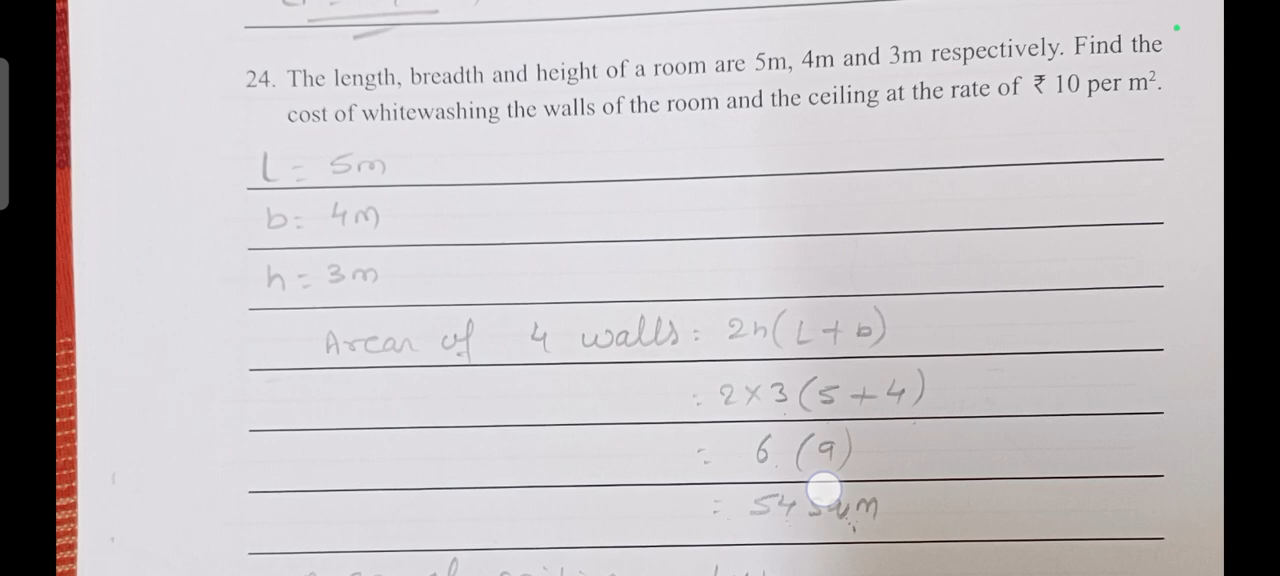 24. The length, breadth and height of a room are 5m, 4m and 3m respectively. Find the
cost of whitewashing the walls of the room and the ceiling at the rate of ₹ 10 per m².
L = 5m
b = 4m
h = 3m
Arean of 4 walls = 2h(L+b)
= 2×3(5+4)
= 6 (9)
= 54 sqm